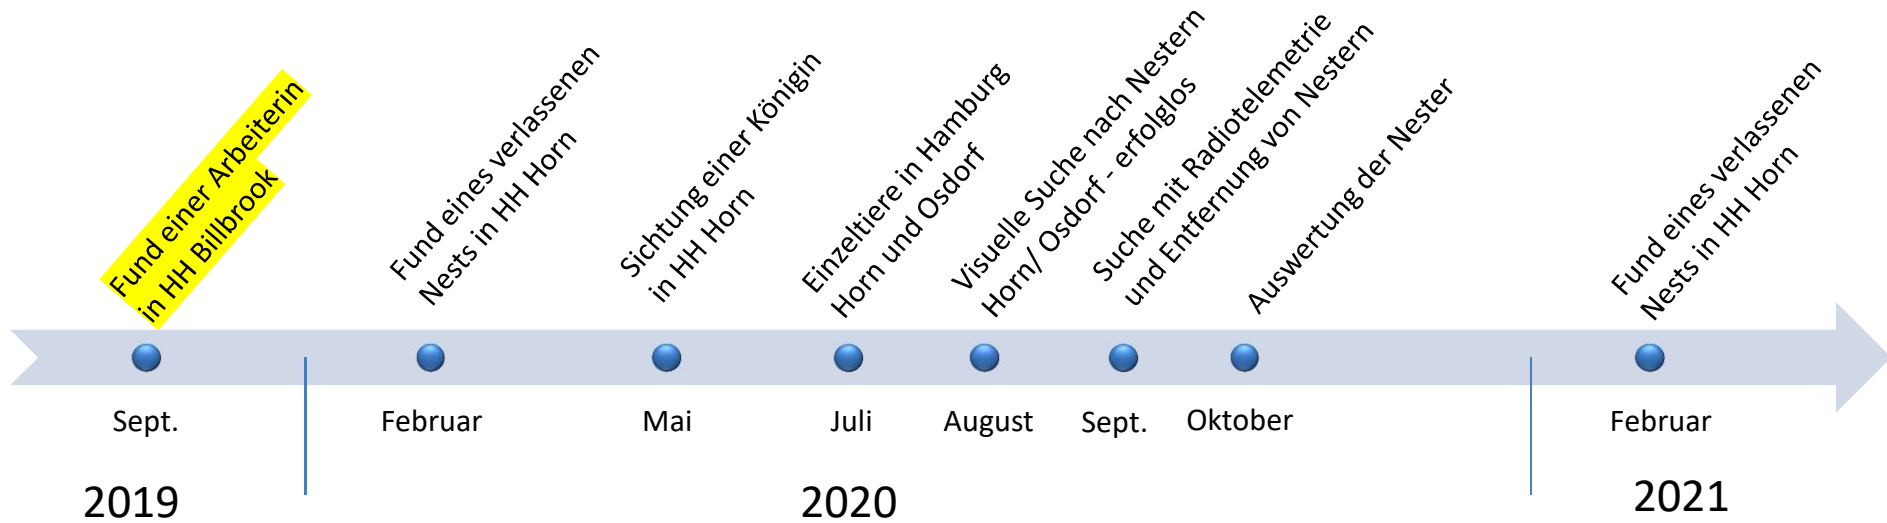 Fund einer Arbeiterin
in HH Billbrook
Fund eines verlassenen
Nests in HH Horn
Sichtung einer Königin
in HH Horn
Einzeltiere in Hamburg
Horn und Osdorf
Visuelle Suche nach Nestern
Horn/ Osdorf - erfolglos
Suche mit Radiotelemetrie
und Entfernung von Nestern
Auswertung der Nester
Fund eines verlassenen
Nests in HH Horn
Sept.
Februar
Mai
Juli
August
Sept.
Oktober
Februar
2019
2020
2021